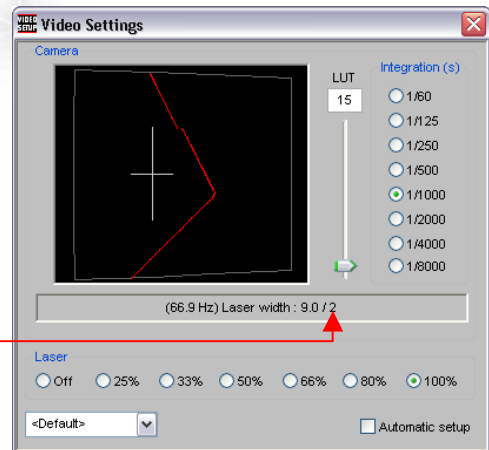 VIDEO SETUP Video Settings
Camera
LUT
15
Integration (s)
1/60
1/125
1/250
1/500
1/1000
1/2000
1/4000
1/8000
(66.9 Hz) Laser width : 9.0 / 2
Laser
Off 25% 33% 50% 66% 80% 100%
<Default>
Automatic setup